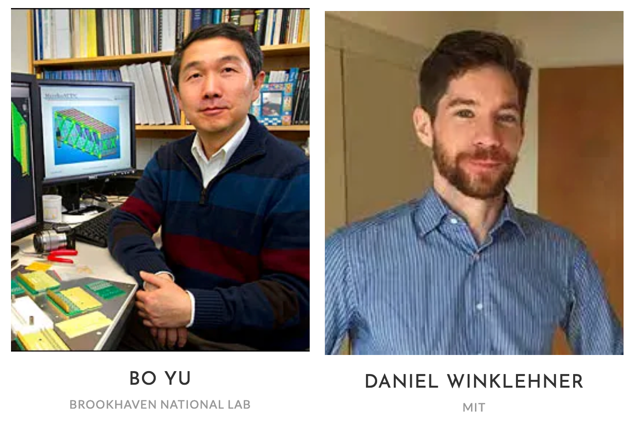 BO YU
BROOKHAVEN NATIONAL LAB
DANIEL WINKLEHNER
MIT